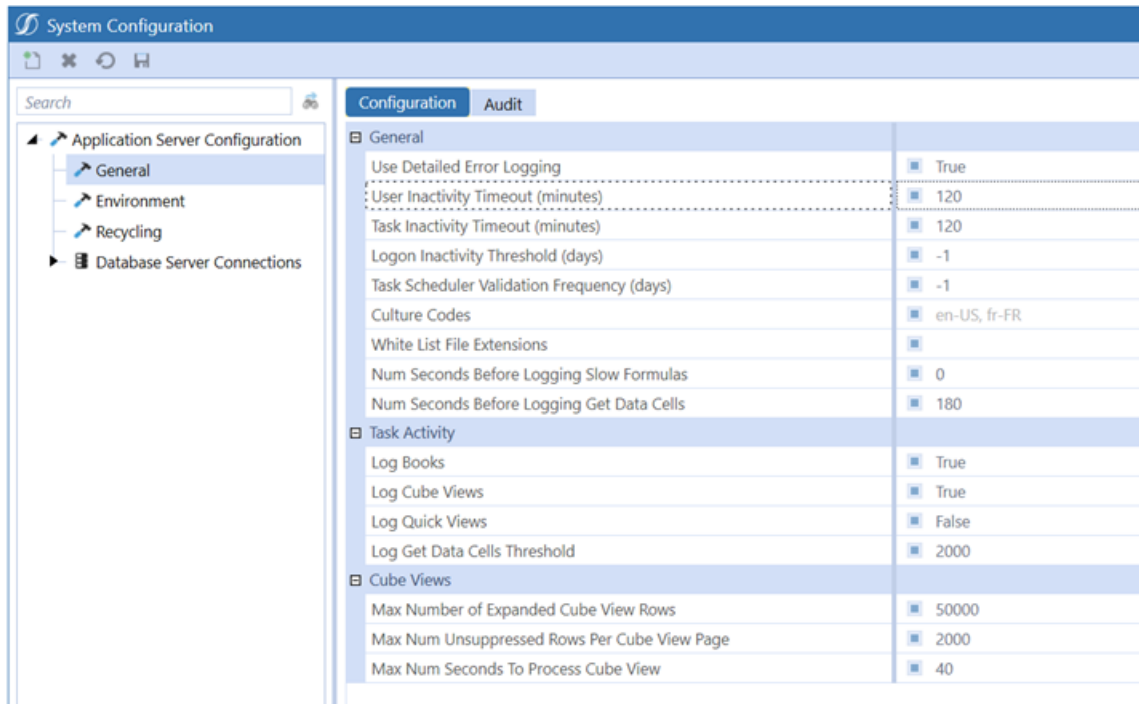 System Configuration
Search
Application Server Configuration
General
Environment
Recycling
Database Server Connections
Configuration Audit
General
Use Detailed Error Logging True
User Inactivity Timeout (minutes) 120
Task Inactivity Timeout (minutes) 120
Logon Inactivity Threshold (days) -1
Task Scheduler Validation Frequency (days) -1
Culture Codes en-US, fr-FR
White List File Extensions
Num Seconds Before Logging Slow Formulas 0
Num Seconds Before Logging Get Data Cells 180
Task Activity
Log Books True
Log Cube Views True
Log Quick Views False
Log Get Data Cells Threshold 2000
Cube Views
Max Number of Expanded Cube View Rows 50000
Max Num Unsuppressed Rows Per Cube View Page 2000
Max Num Seconds To Process Cube View 40